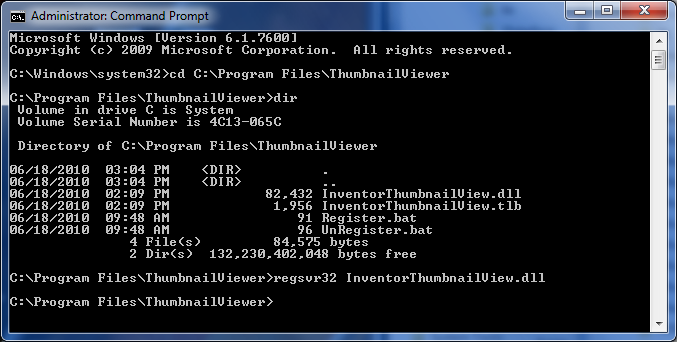 Administrator: Command Prompt
Microsoft Windows [Version 6.1.7600]
Copyright (c) 2009 Microsoft Corporation.  All rights reserved.
C:\Windows\system32>cd C:\Program Files\ThumbnailViewer
C:\Program Files\ThumbnailViewer>dir
 Volume in drive C is System
 Volume Serial Number is 4C13-065C
 Directory of C:\Program Files\ThumbnailViewer
06/18/2010  03:04 PM    <DIR>          .
06/18/2010  03:04 PM    <DIR>          ..
06/18/2010  02:09 PM            82,432 InventorThumbnailView.dll
06/18/2010  02:09 PM             1,956 InventorThumbnailView.tlb
06/18/2010  09:48 AM                91 Register.bat
06/18/2010  09:48 AM                96 UnRegister.bat
               4 File(s)         84,575 bytes
               2 Dir(s)  132,230,402,048 bytes free
C:\Program Files\ThumbnailViewer>regsvr32 InventorThumbnailView.dll
C:\Program Files\ThumbnailViewer>